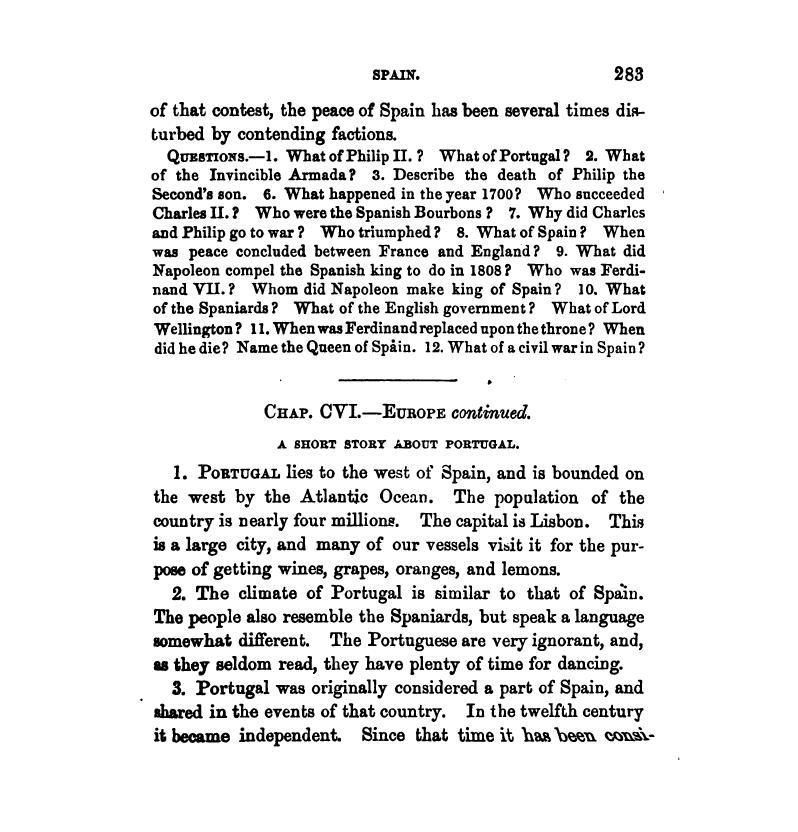 SPAIN. 283
of that contest, the peace of Spain has been several times dis-
turbed by contending factions.
QUESTIONS.—1. What of Philip II. ? What of Portugal? 2. What
of the Invincible Armada? 3. Describe the death of Philip the
Second's son. 6. What happened in the year 1700? Who succeeded
Charles II. ? Who were the Spanish Bourbons ? 7. Why did Charles
and Philip go to war ? Who triumphed? 8. What of Spain ? When
was peace concluded between France and England? 9. What did
Napoleon compel the Spanish king to do in 1808? Who was Ferdi-
nand VII. ? Whom did Napoleon make king of Spain? 10. What
of the Spaniards? What of the English government? What of Lord
Wellington? 11. When was Ferdinand replaced upon the throne? When
did he die? Name the Queen of Spain. 12. What of a civil war in Spain?
CHAP. CVI.—EUROPE continued.
A SHORT STORY ABOUT PORTUGAL.
1. PORTUGAL lies to the west of Spain, and is bounded on
the west by the Atlantic Ocean. The population of the
country is nearly four millions. The capital is Lisbon. This
is a large city, and many of our vessels visit it for the pur-
pose of getting wines, grapes, oranges, and lemons.
2. The climate of Portugal is similar to that of Spain.
The people also resemble the Spaniards, but speak a language
somewhat different. The Portuguese are very ignorant, and,
as they seldom read, they have plenty of time for dancing.
3. Portugal was originally considered a part of Spain, and
shared in the events of that country. In the twelfth century
it became independent. Since that time it has been consi-